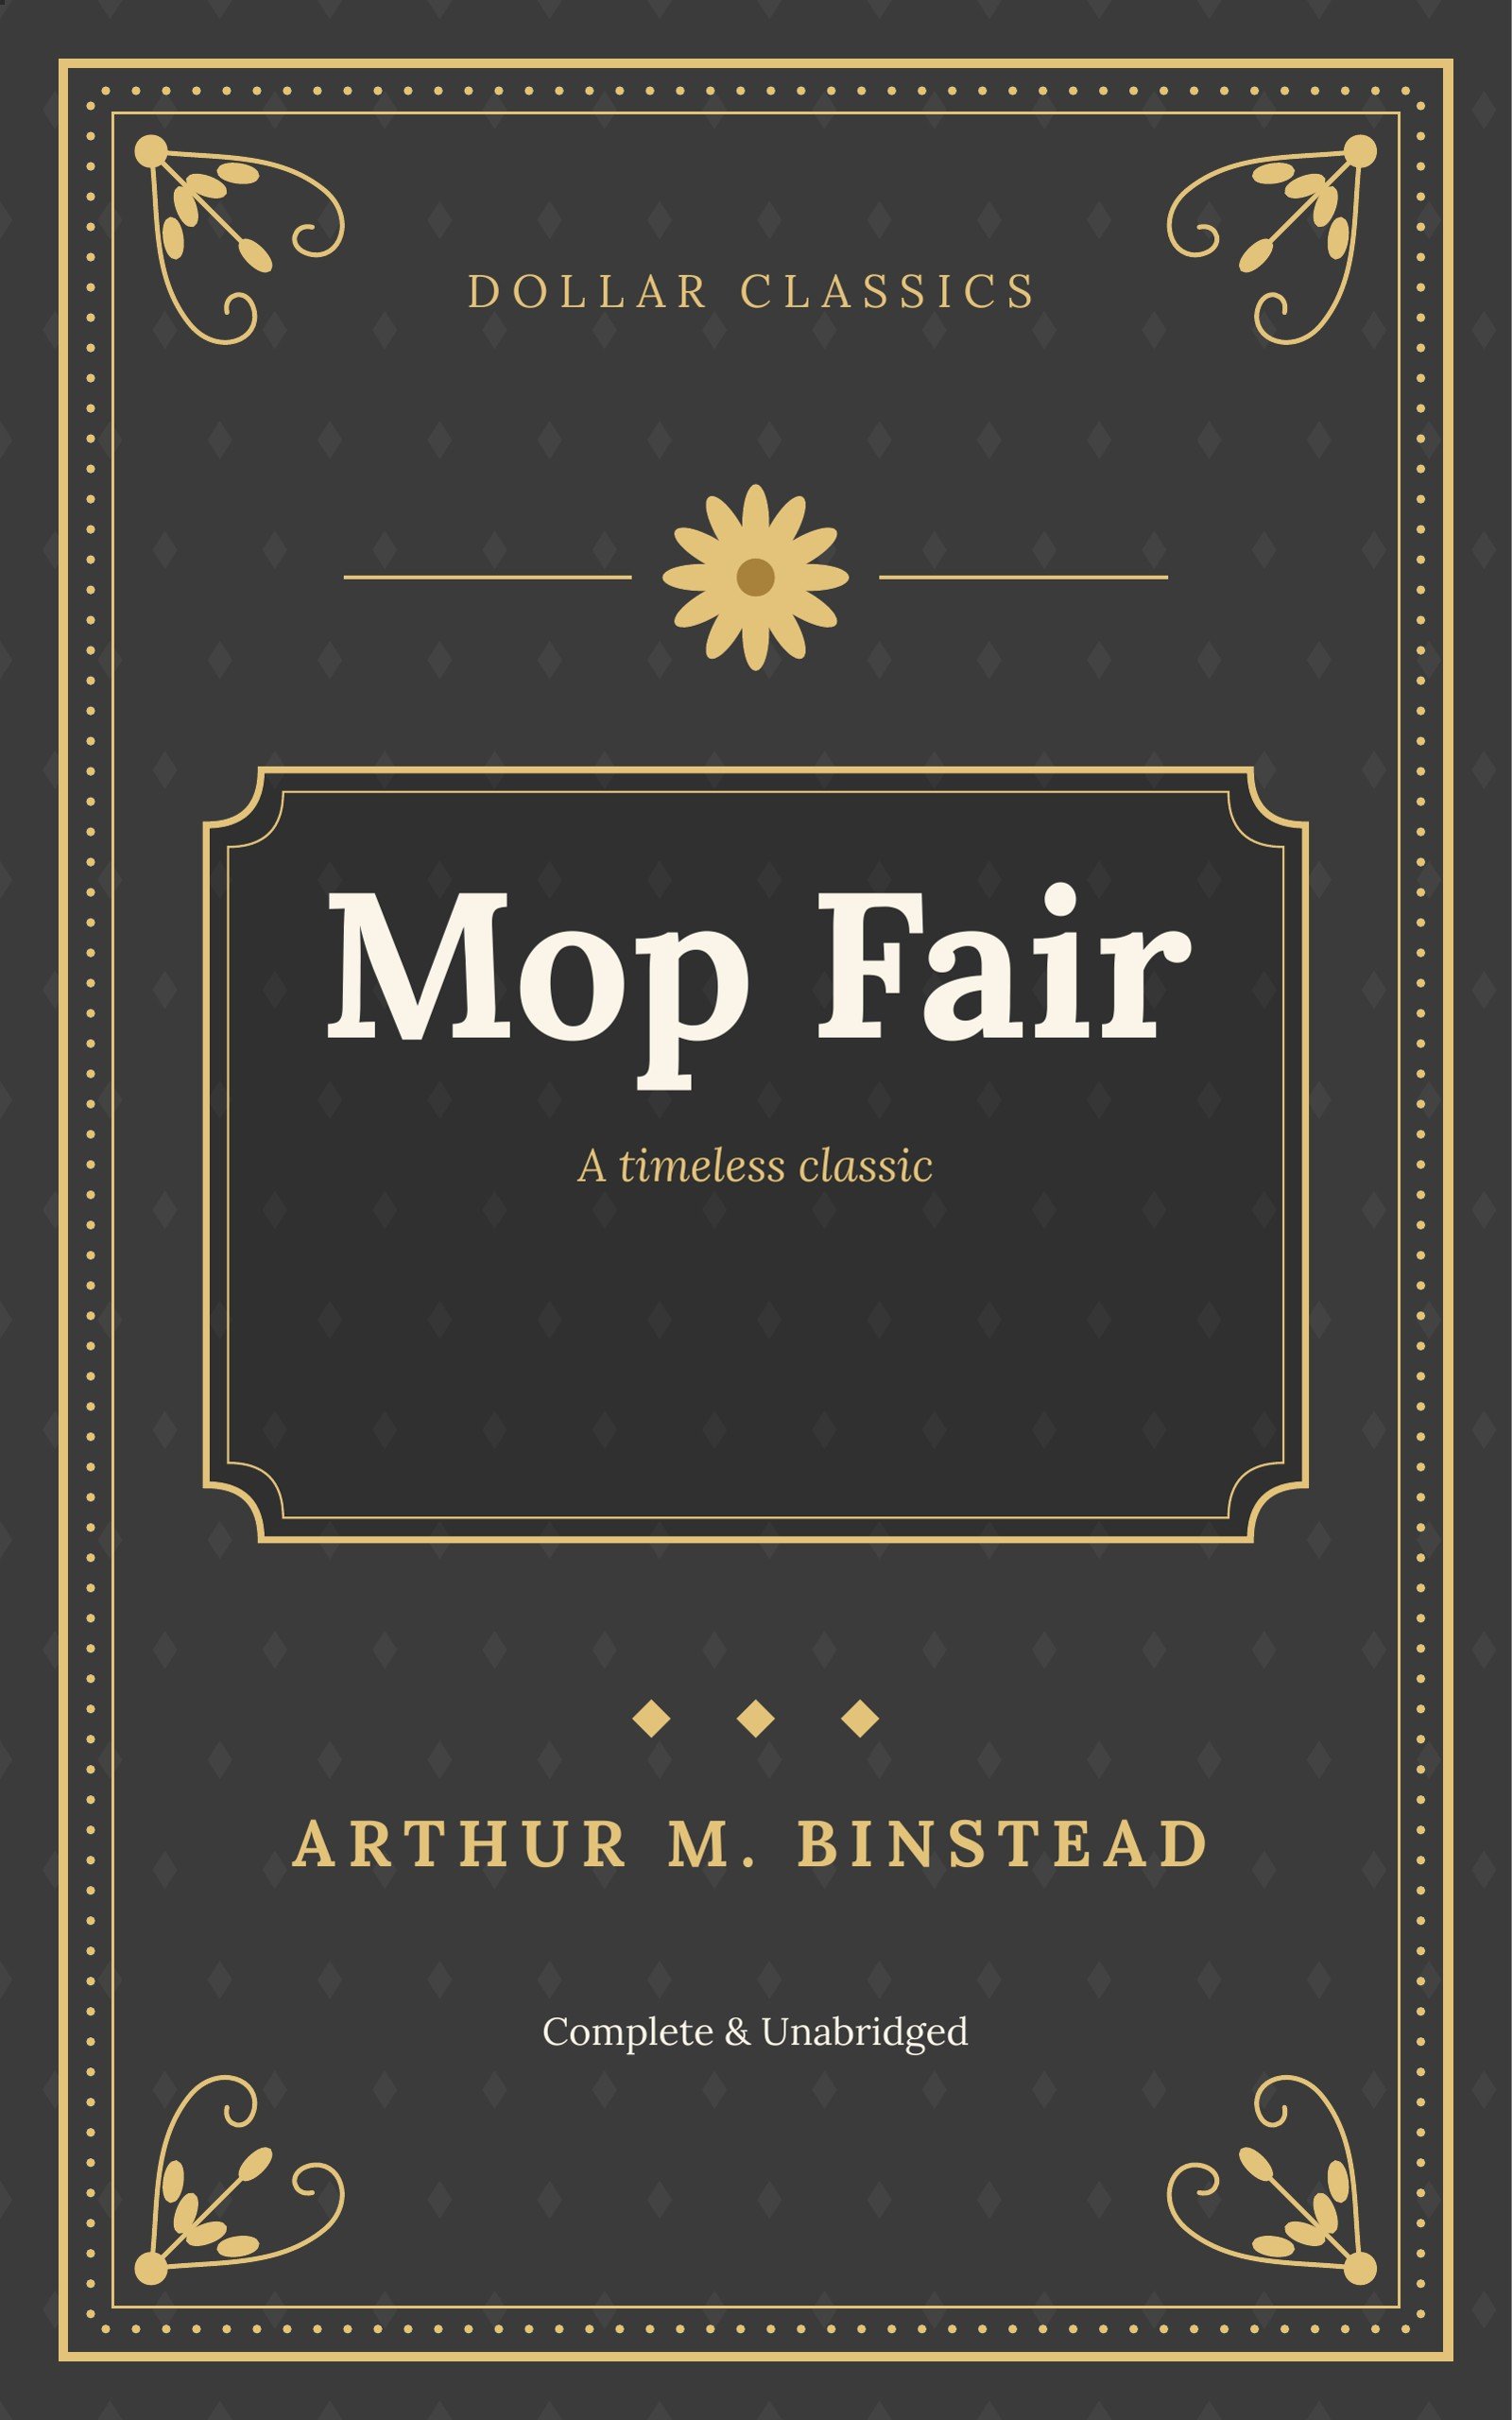 DOLLAR CLASSICS
Mop Fair
A timeless classic
ARTHUR M. BINSTEAD
Complete & Unabridged